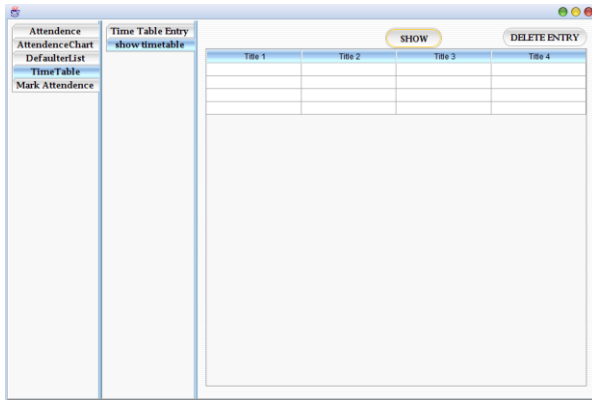 Attendence
AttendenceChart
DefaulterList
TimeTable
Mark Attendence
Time Table Entry
show timetable
SHOW
DELETE ENTRY
Title 1 Title 2 Title 3 Title 4